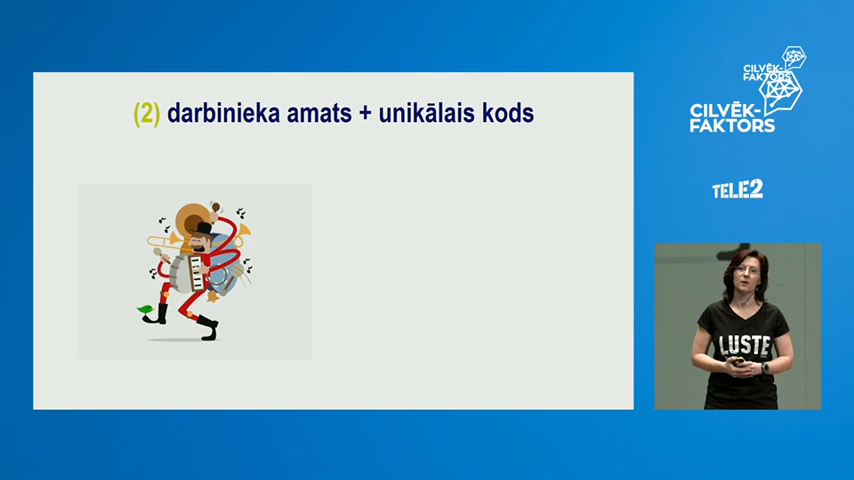 (2) darbinieka amats + unikālais kods
CILVĒK-
FAKTORS
CILVĒK-
FAKTORS
TELE2
LUSTE